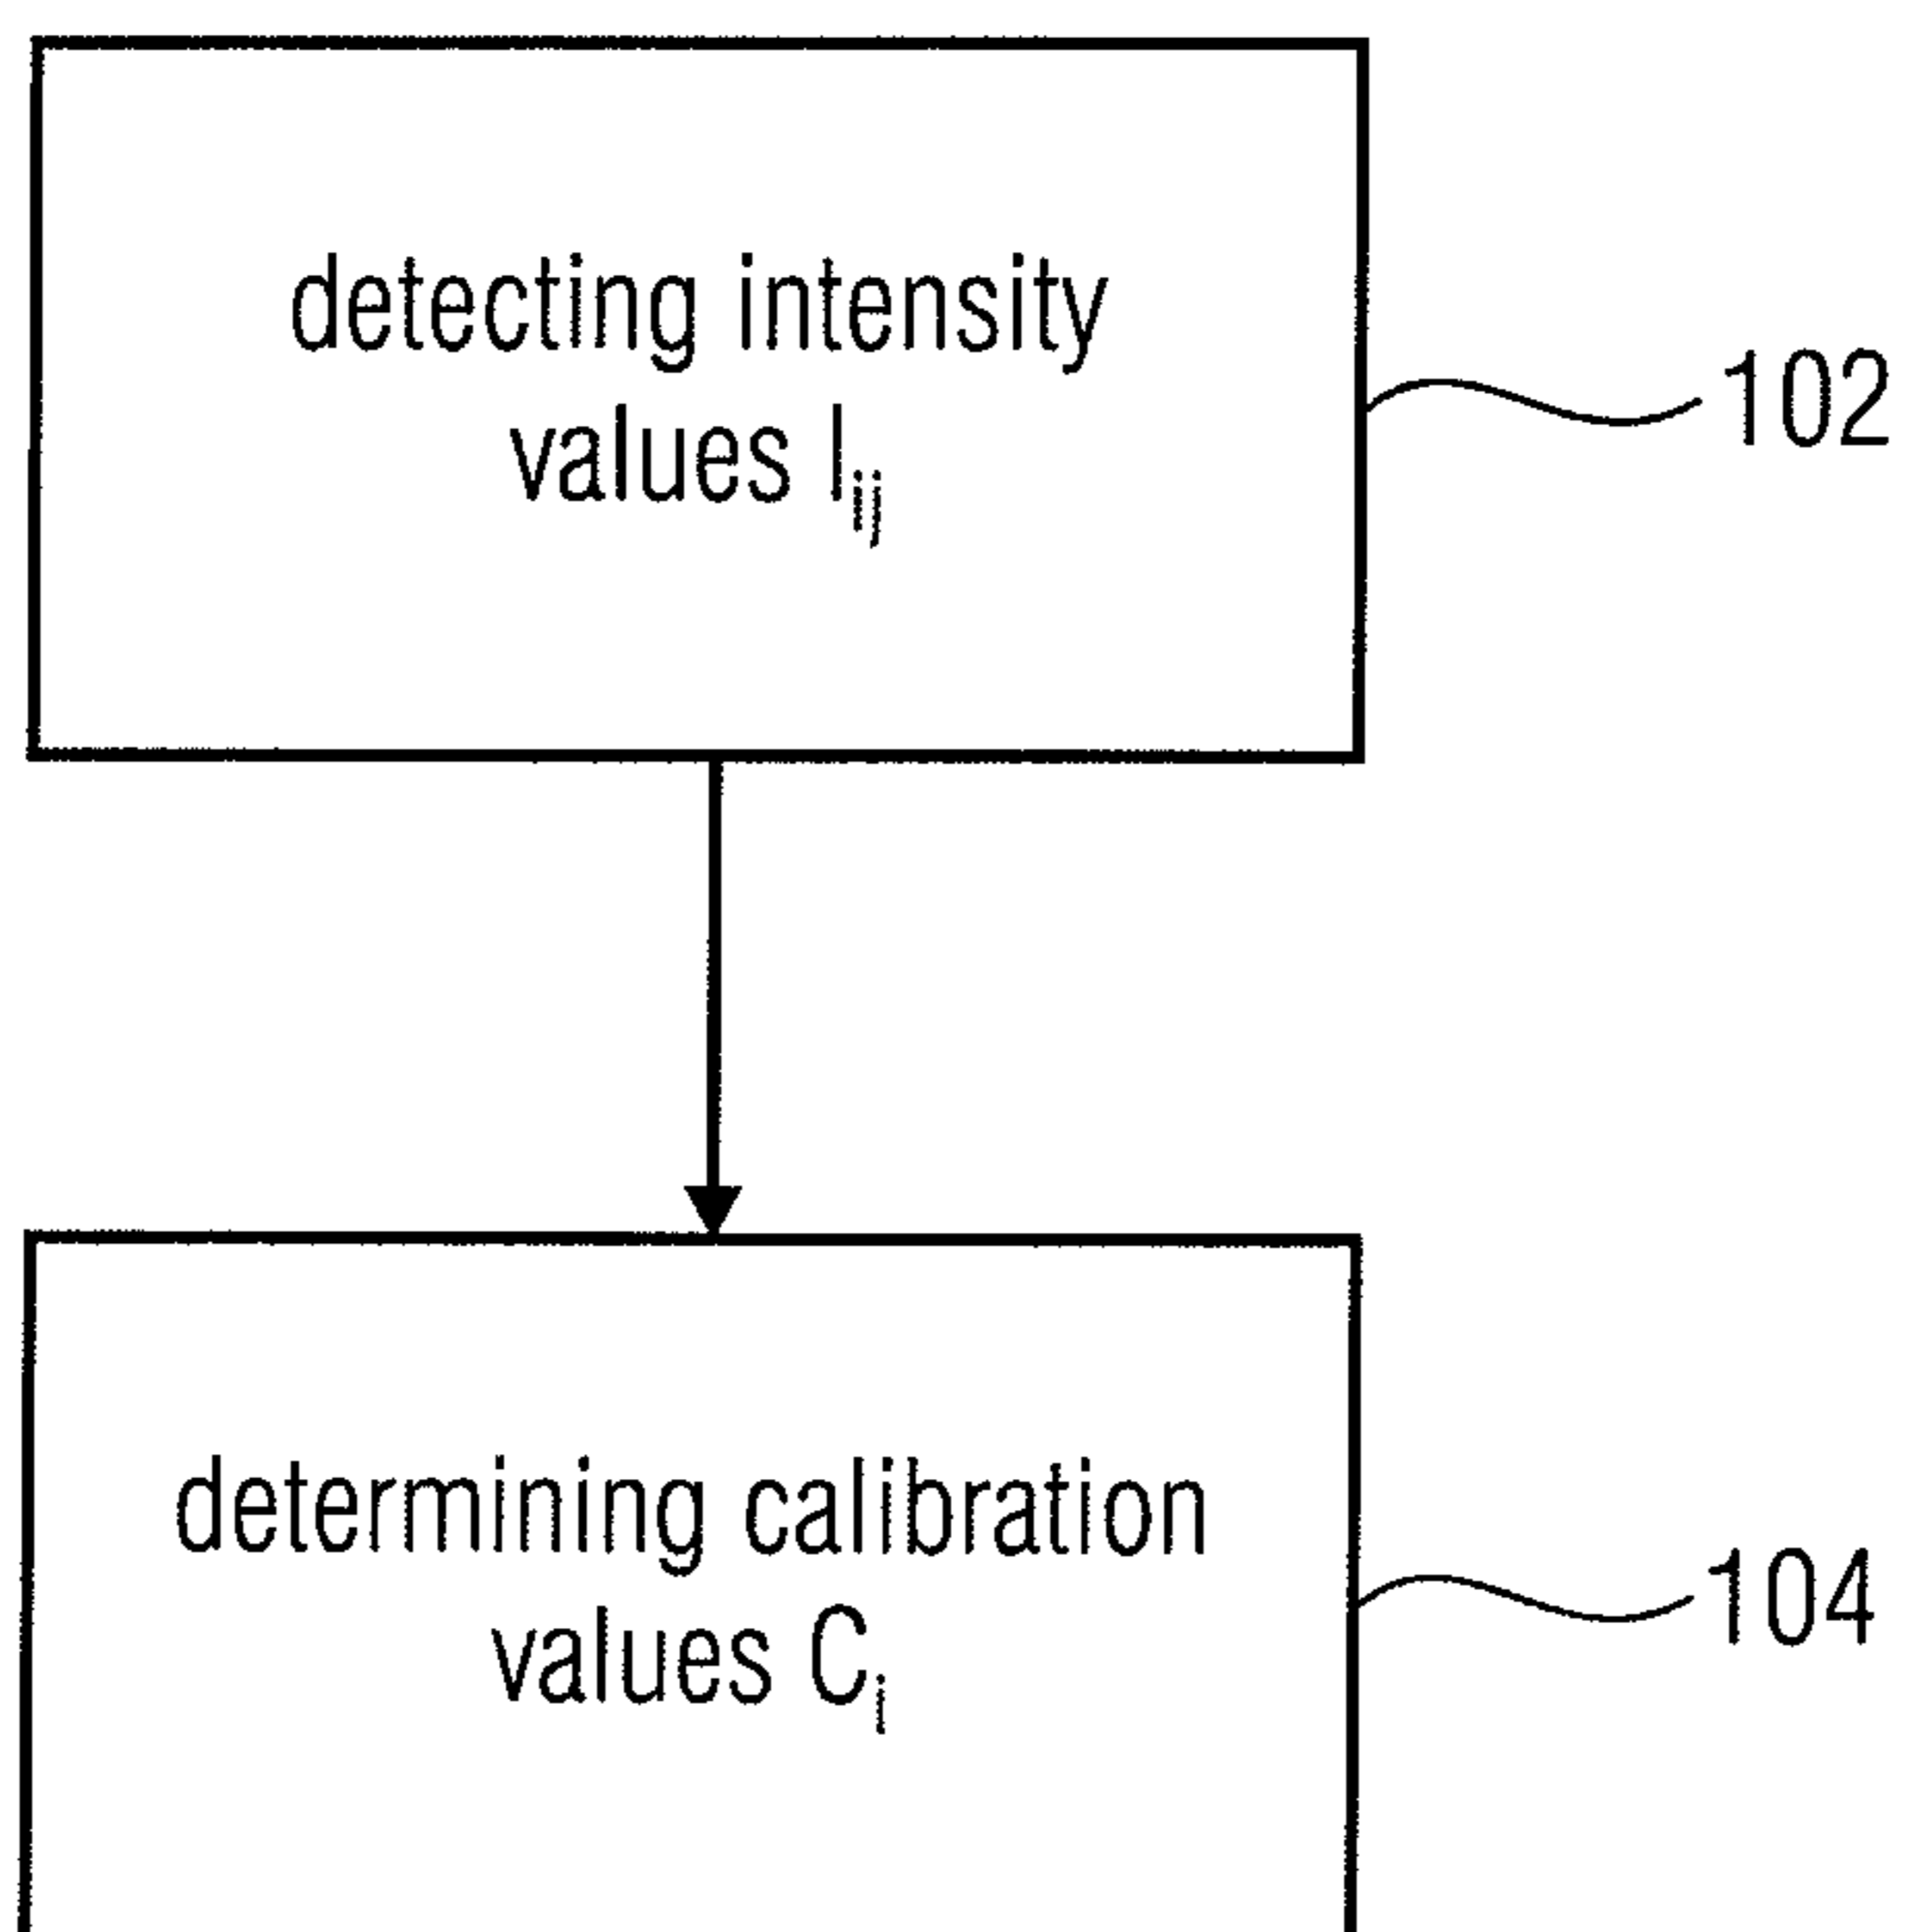 detecting intensity
values I_ij
102
determining calibration
values C_i
104